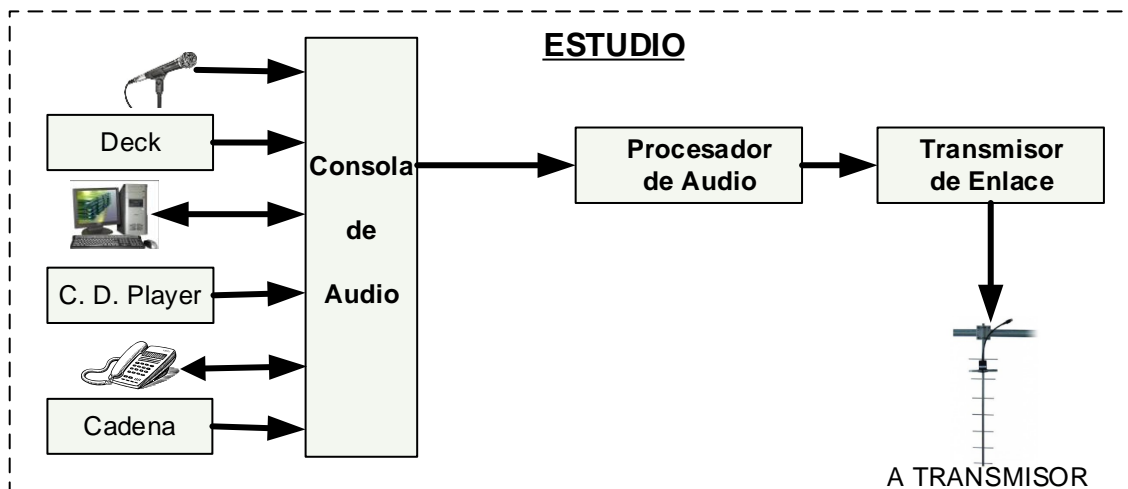 ESTUDIO
Deck
C. D. Player
Cadena
Consola
de
Audio
Procesador
de Audio
Transmisor
de Enlace
A TRANSMISOR